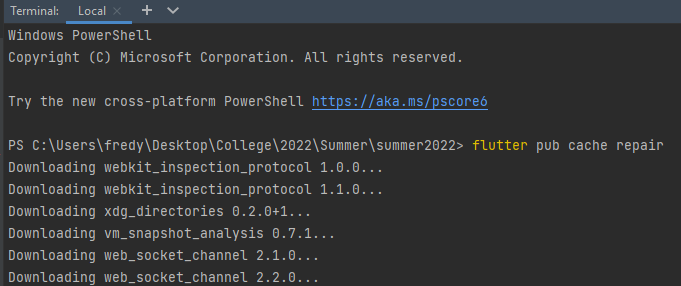 Terminal: Local × +
Windows PowerShell
Copyright (C) Microsoft Corporation. All rights reserved.
Try the new cross-platform PowerShell https://aka.ms/pscore6
PS C:\Users\fredy\Desktop\College\2022\Summer\summer2022> flutter pub cache repair
Downloading webkit_inspection_protocol 1.0.0...
Downloading webkit_inspection_protocol 1.1.0...
Downloading xdg_directories 0.2.0+1...
Downloading vm_snapshot_analysis 0.7.1...
Downloading web_socket_channel 2.1.0...
Downloading web_socket_channel 2.2.0...